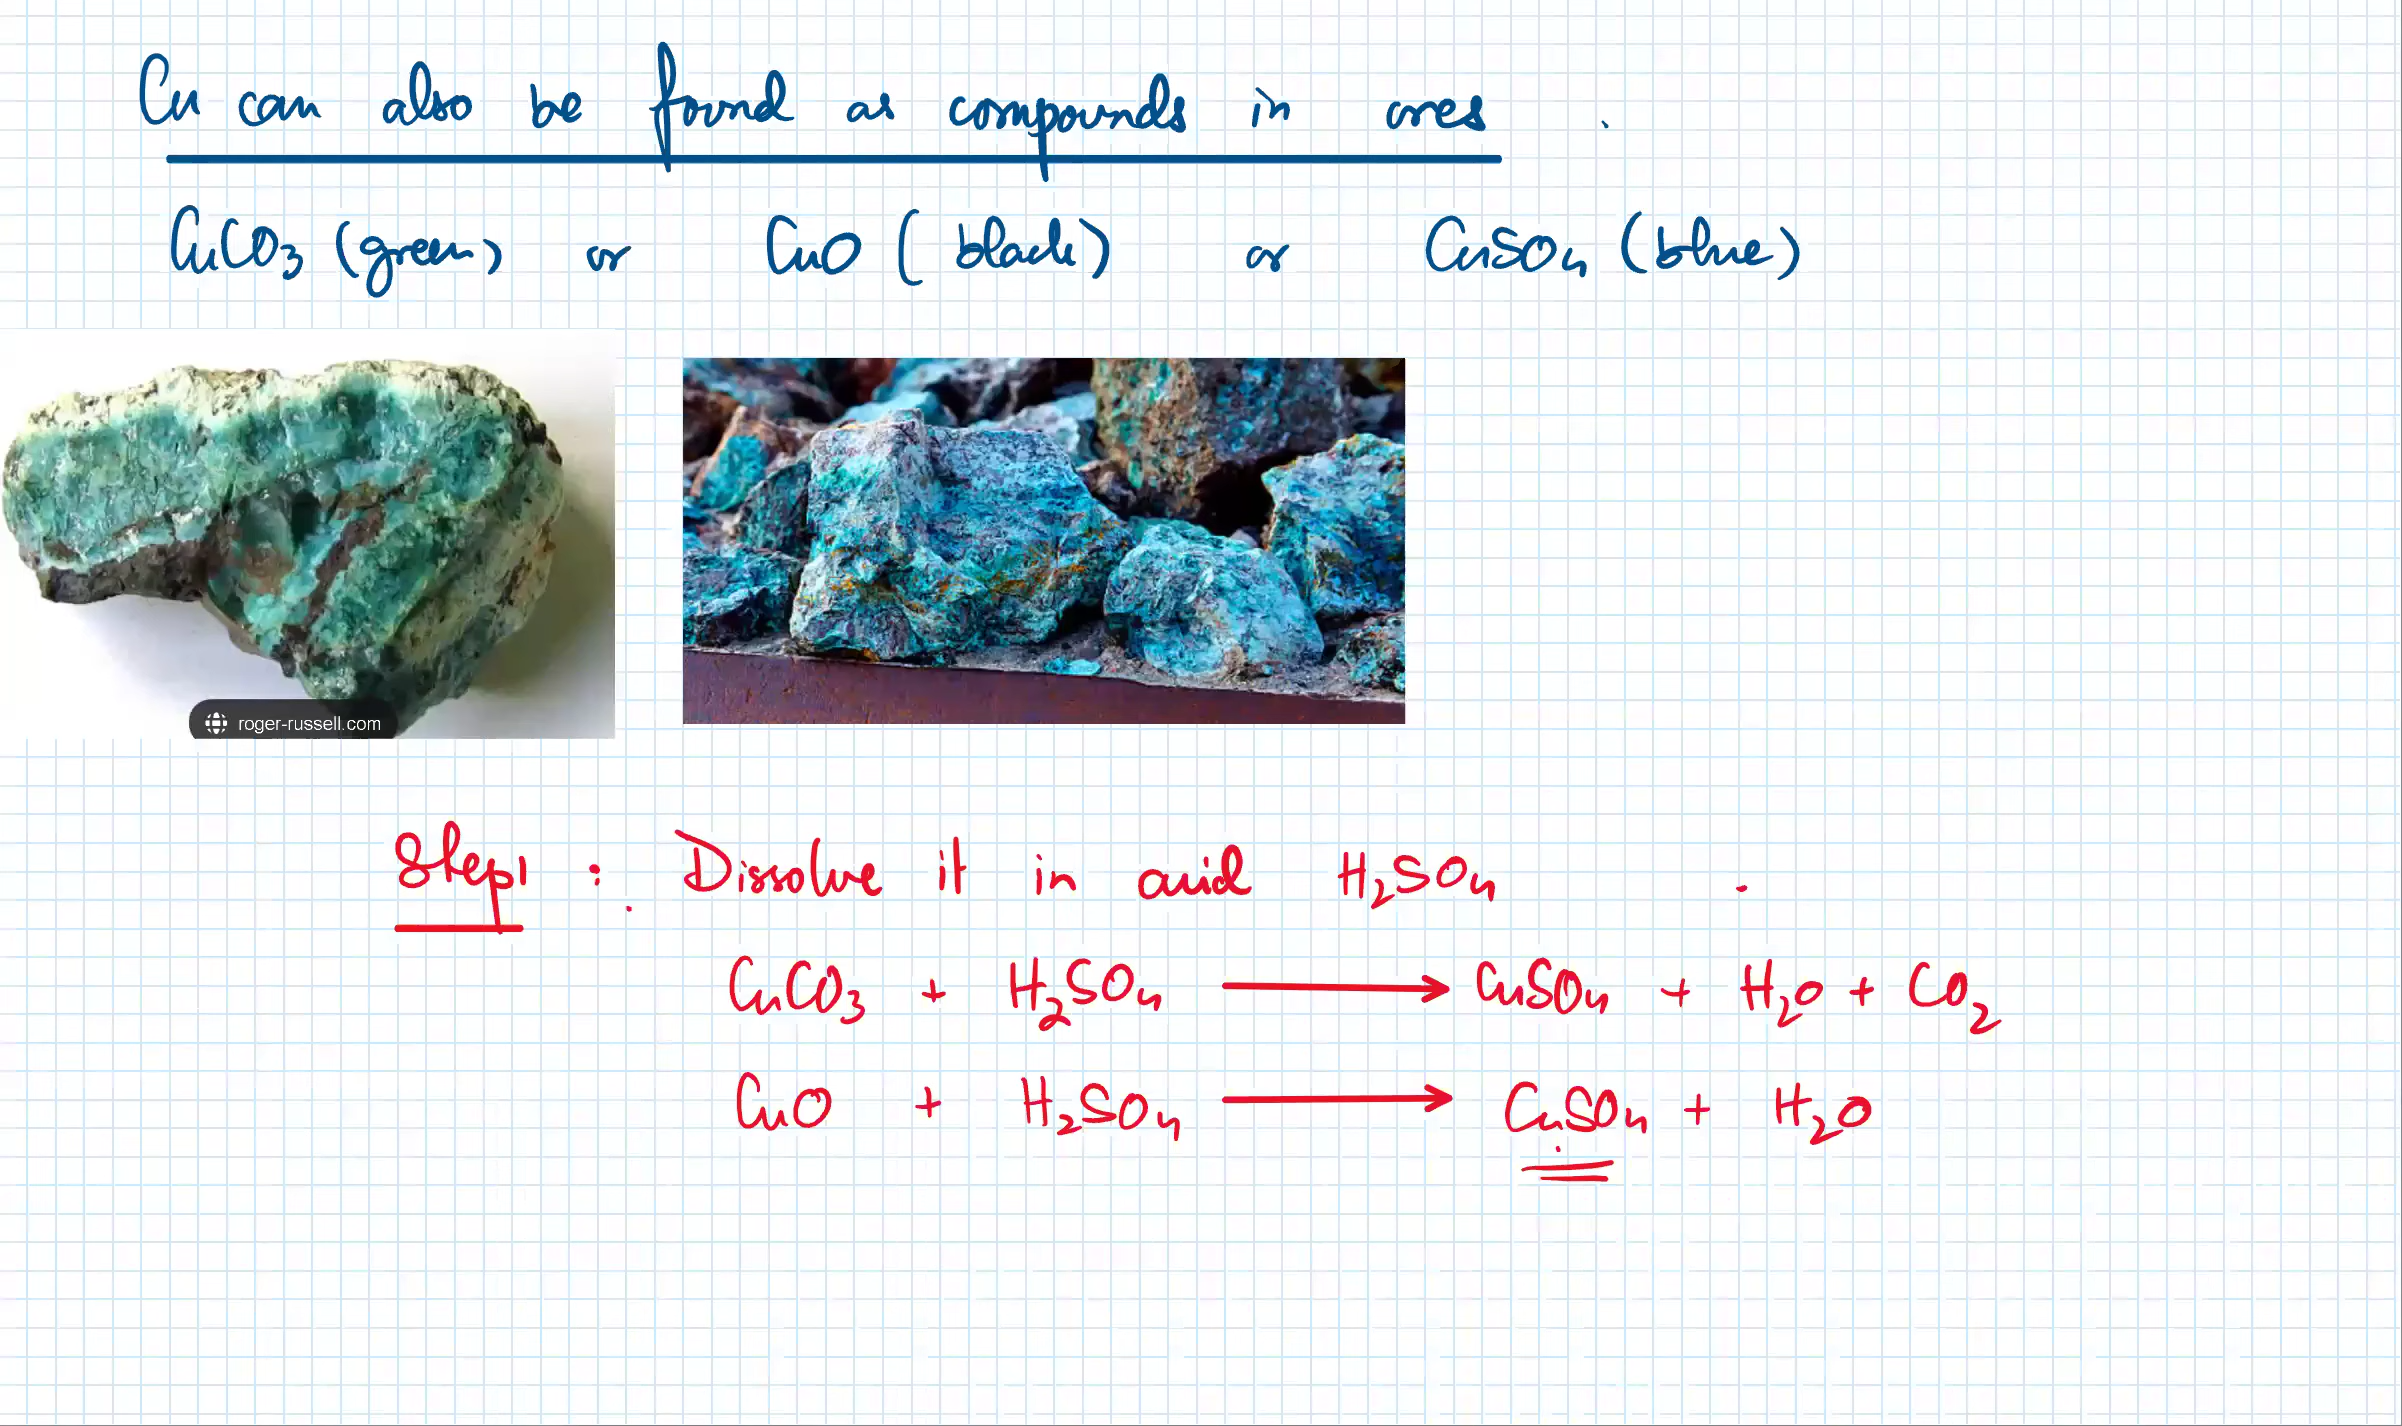 Cu can also be found as compounds in ores .
CuCO3 (green) or CuO (black) or CuSO4 (blue)
roger-russell.com
Step1 : Dissolve it in acid H2SO4 .
CuCO3 + H2SO4 → CuSO4 + H2O + CO2
CuO + H2SO4 → CuSO4 + H2O